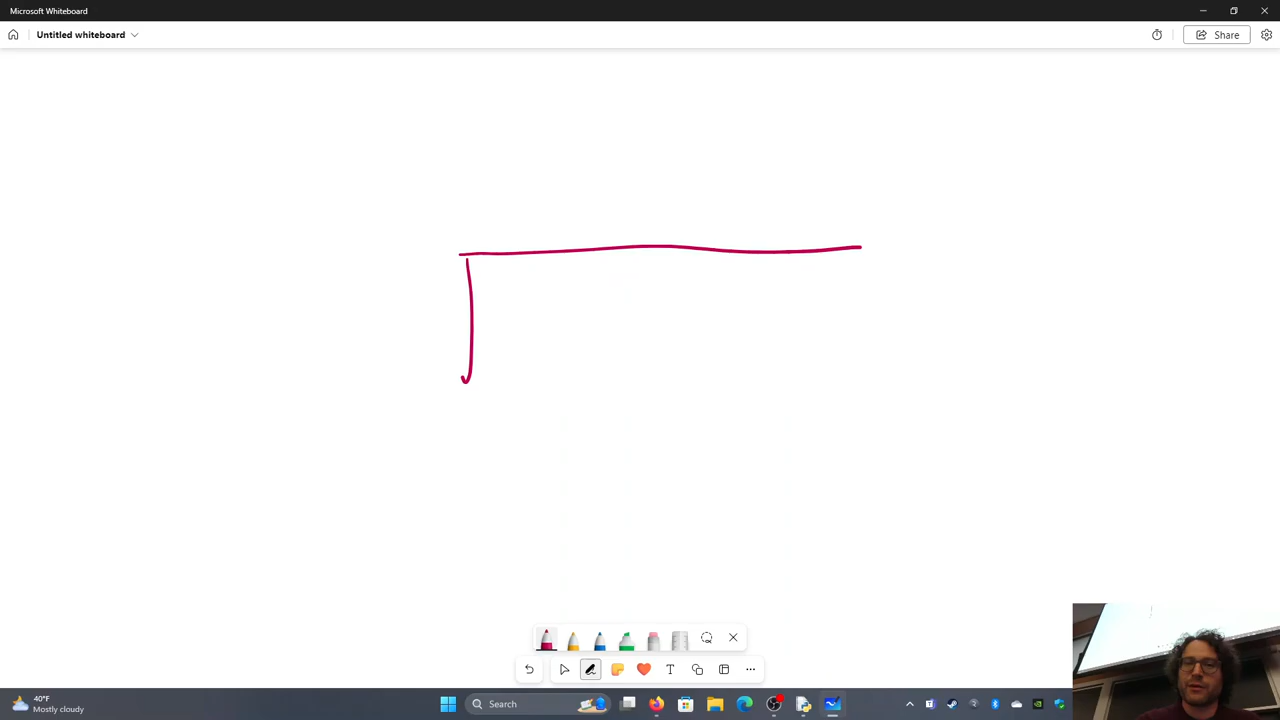 Microsoft Whiteboard
Untitled whiteboard
Share
T
40°F
Mostly cloudy
Search